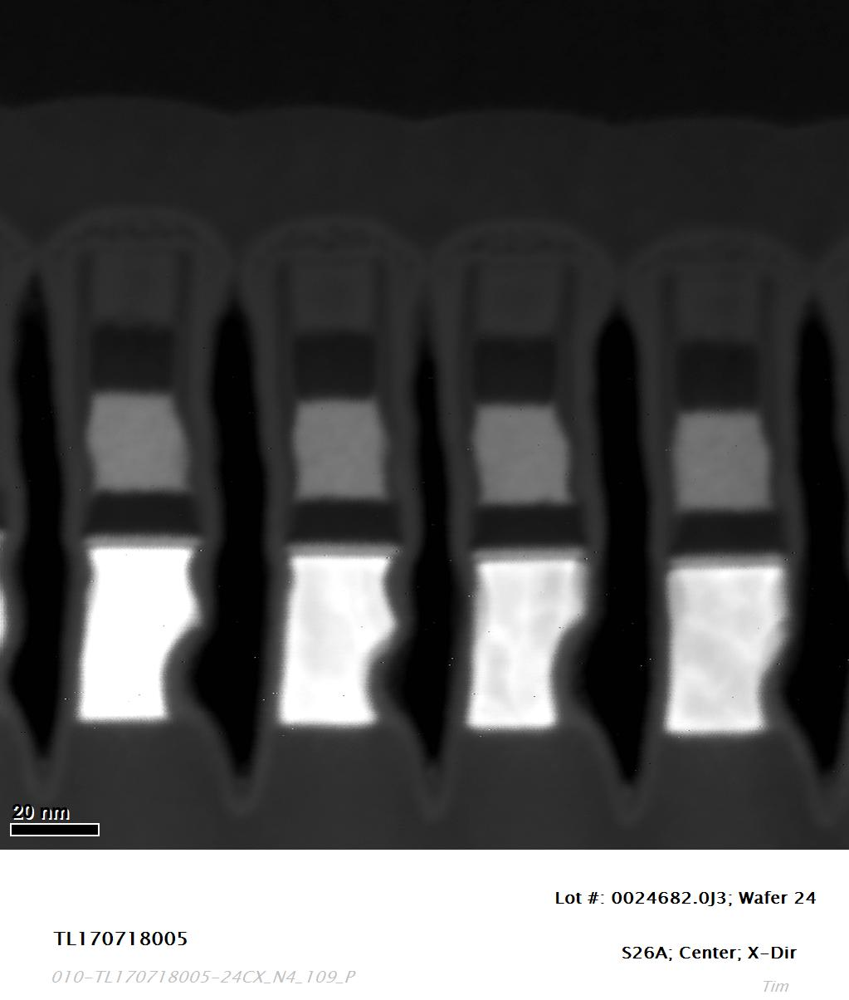 20 nm
Lot #: 0024682.0J3; Wafer 24
TL170718005
S26A; Center; X-Dir
010-TL170718005-24CX_N4_109_P
Tim